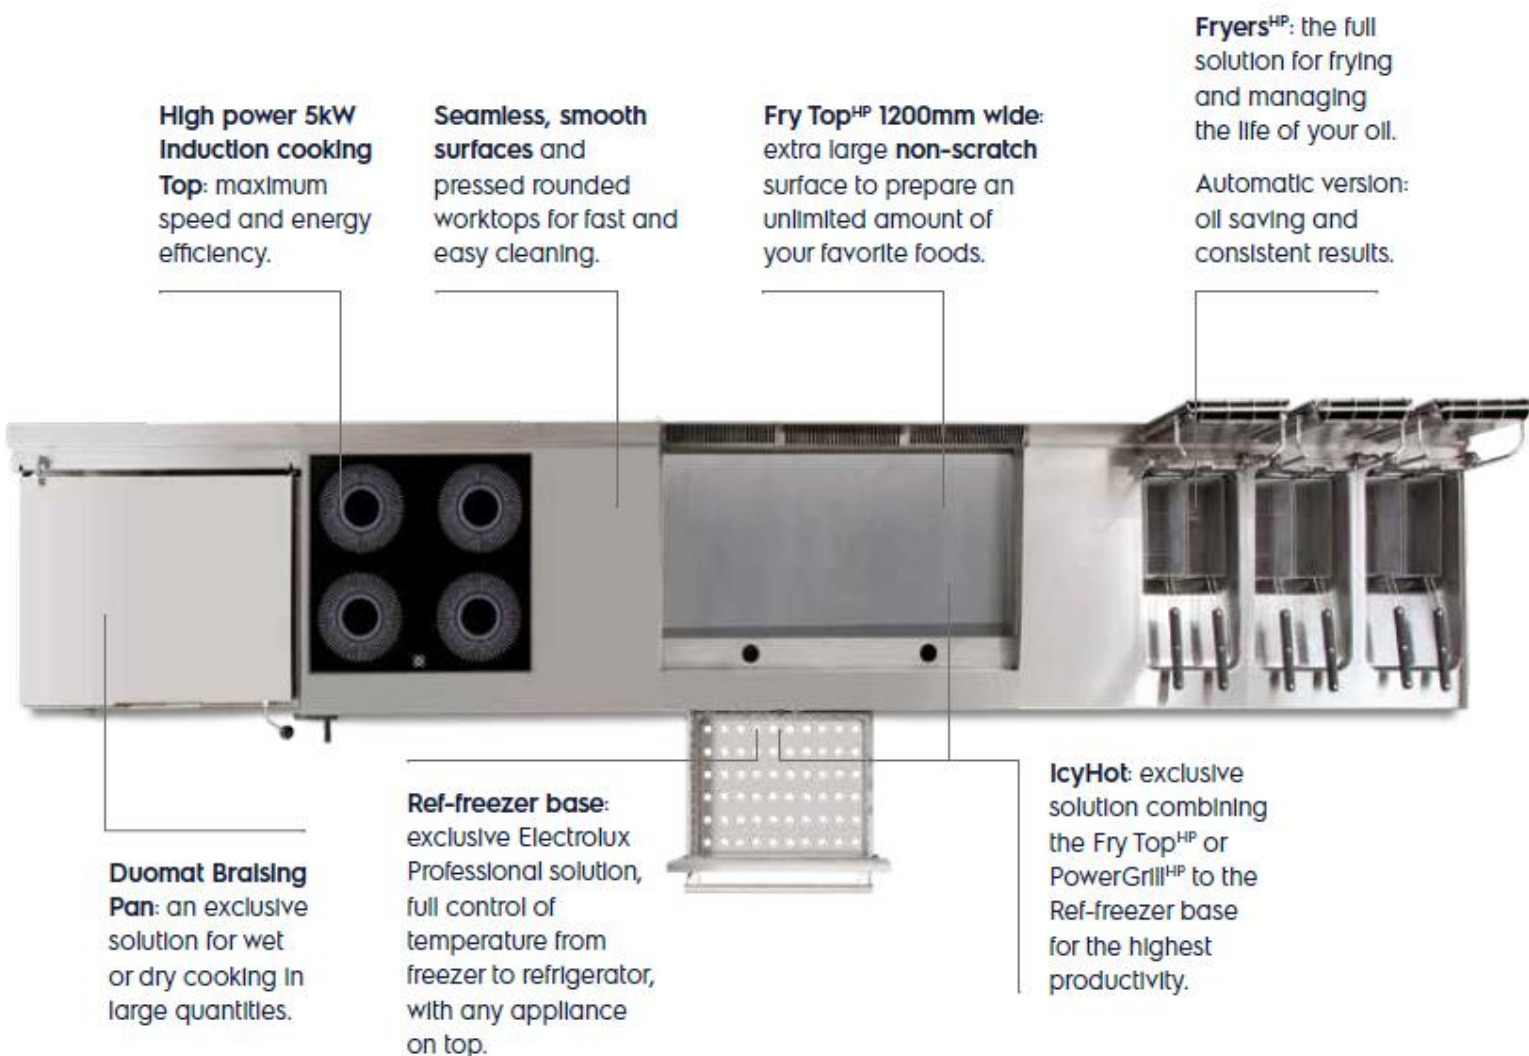 High power 5kW
Induction cooking
Top: maximum
speed and energy
efficiency.
Seamless, smooth
surfaces and
pressed rounded
worktops for fast and
easy cleaning.
Fry Topᴴᴾ 1200mm wide:
extra large non-scratch
surface to prepare an
unlimited amount of
your favorite foods.
Fryersᴴᴾ: the full
solution for frying
and managing
the life of your oil.
Automatic version:
oil saving and
consistent results.
Duomat Braising
Pan: an exclusive
solution for wet
or dry cooking in
large quantities.
Ref-freezer base:
exclusive Electrolux
Professional solution,
full control of
temperature from
freezer to refrigerator,
with any appliance
on top.
IcyHot: exclusive
solution combining
the Fry Topᴴᴾ or
PowerGrillᴴᴾ to the
Ref-freezer base
for the highest
productivity.